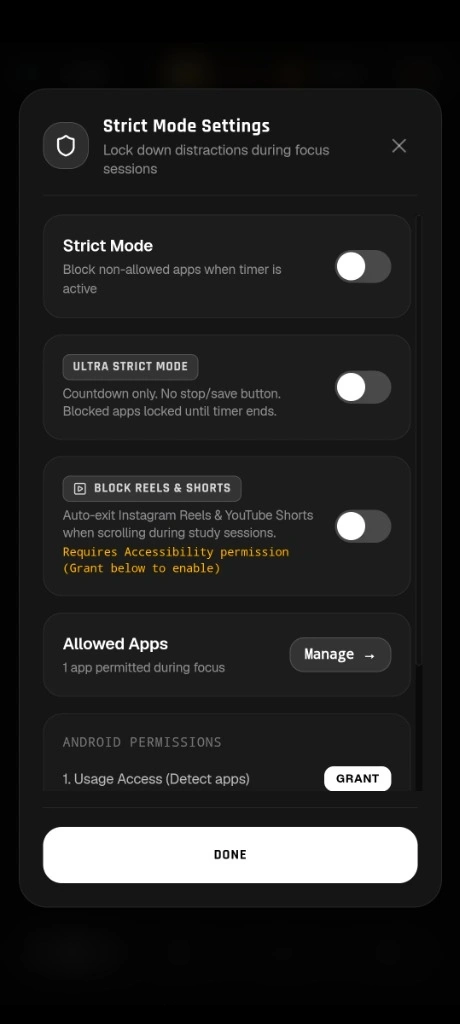 Strict Mode Settings
Lock down distractions during focus
sessions
Strict Mode
Block non-allowed apps when timer is
active
ULTRA STRICT MODE
Countdown only. No stop/save button.
Blocked apps locked until timer ends.
BLOCK REELS & SHORTS
Auto-exit Instagram Reels & YouTube Shorts
when scrolling during study sessions.
Requires Accessibility permission
(Grant below to enable)
Allowed Apps
Manage →
1 app permitted during focus
ANDROID PERMISSIONS
1. Usage Access (Detect apps)
GRANT
DONE